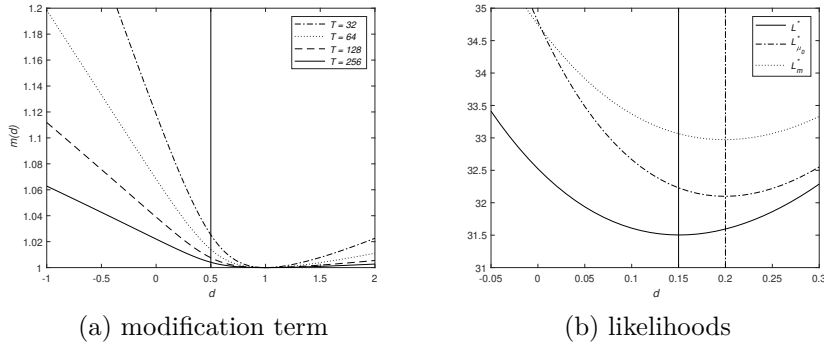 1.2
1.18
1.16
1.14
1.12
1.1
1.08
1.06
1.04
1.02
1
m(d)
-1
-0.5
0
0.5
1
1.5
2
d
T = 32
T = 64
T = 128
T = 256
(a) modification term
35
34.5
34
33.5
33
32.5
32
31.5
31
-0.05
0
0.05
0.1
0.15
0.2
0.25
0.3
d
L*
L*μ0
L*m
(b) likelihoods